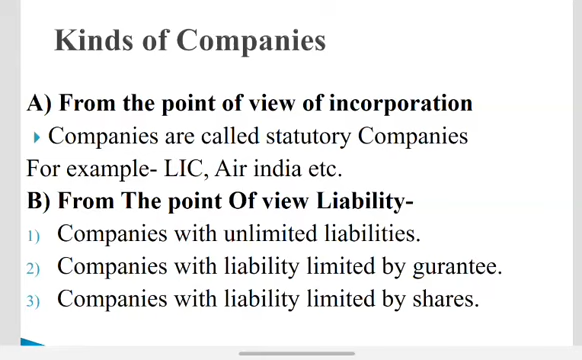 Kinds of Companies
A) From the point of view of incorporation
Companies are called statutory Companies
For example- LIC, Air india etc.
B) From The point Of view Liability-
1) Companies with unlimited liabilities.
2) Companies with liability limited by gurantee.
3) Companies with liability limited by shares.